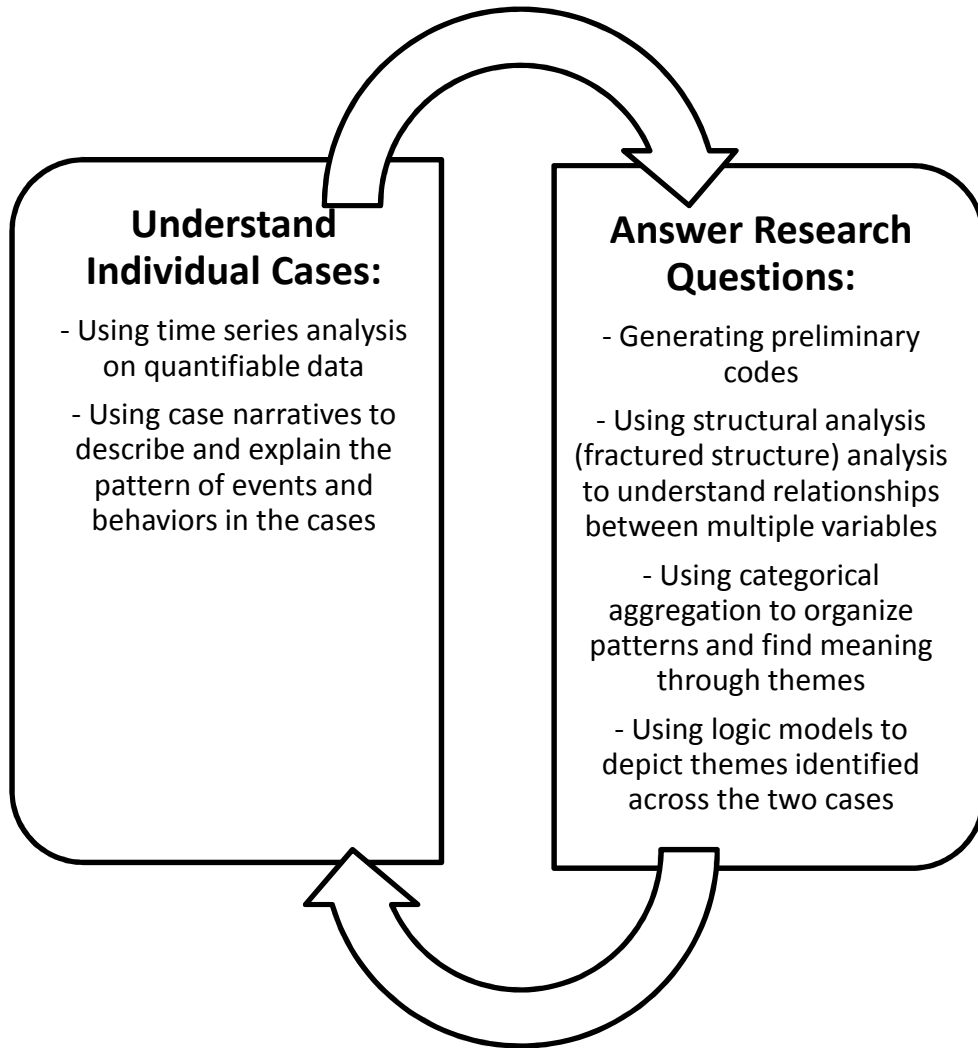 Understand
Individual Cases:
- Using time series analysis
on quantifiable data
- Using case narratives to
describe and explain the
pattern of events and
behaviors in the cases
Answer Research
Questions:
- Generating preliminary
codes
- Using structural analysis
(fractured structure) analysis
to understand relationships
between multiple variables
- Using categorical
aggregation to organize
patterns and find meaning
through themes
- Using logic models to
depict themes identified
across the two cases